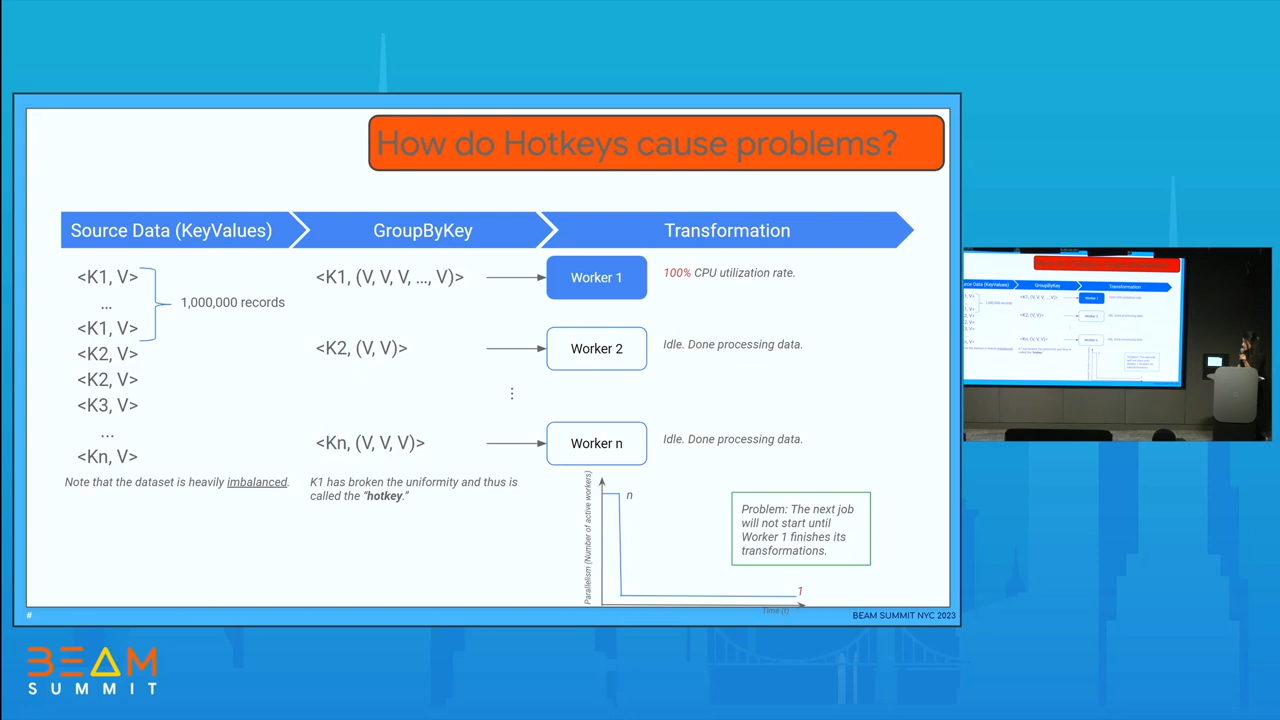 How do Hotkeys cause problems?
Source Data (KeyValues)
GroupByKey
Transformation
<K1, V>
...
<K1, V>
<K2, V>
<K2, V>
<K3, V>
...
<Kn, V>
1,000,000 records
Note that the dataset is heavily imbalanced.
<K1, (V, V, V, ..., V)>
<K2, (V, V)>
⋮
<Kn, (V, V, V)>
K1 has broken the uniformity and thus is
called the “hotkey.”
Worker 1
100% CPU utilization rate.
Worker 2
Idle. Done processing data.
Worker n
Idle. Done processing data.
Parallelism (Number of active workers)
n
1
Time (t)
Problem: The next job
will not start until
Worker 1 finishes its
transformations.
#
BEAM SUMMIT NYC 2023
BEAM
SUMMIT